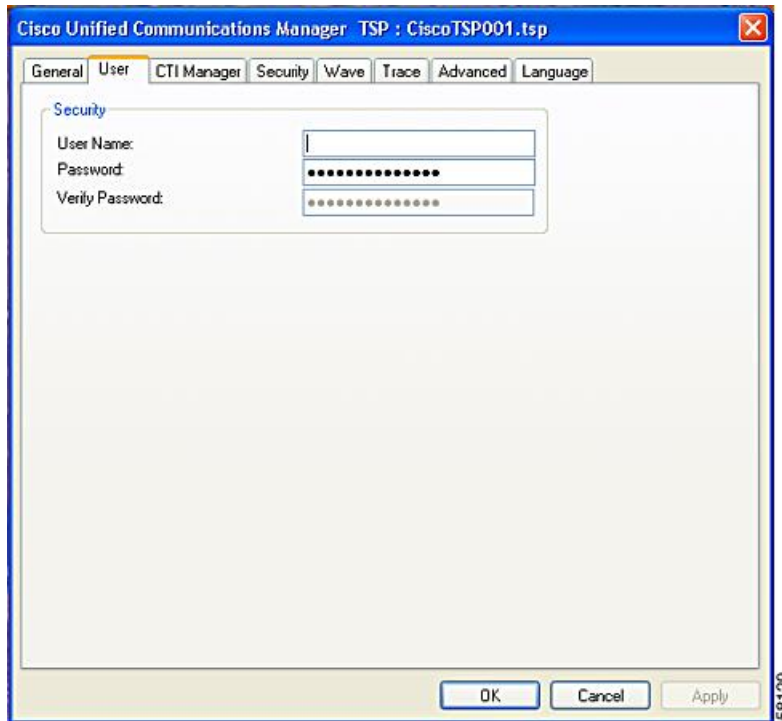 Cisco Unified Communications Manager TSP : CiscoTSP001.tsp
General User CTI Manager Security Wave Trace Advanced Language
Security
User Name:
Password:
Verify Password:
OK Cancel Apply